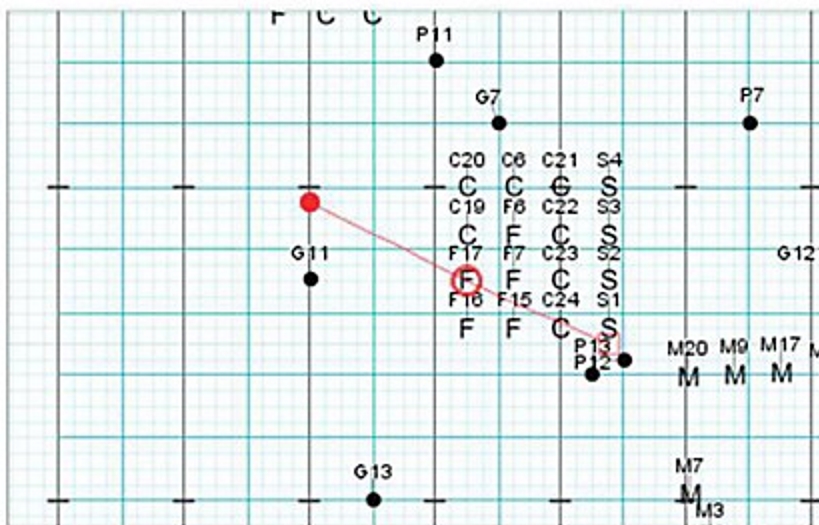 F C C
P11
G7 P7
C20 C6 C21 S4
C C C S
C19 F6 C22 S3
C F C S
G11 F17 F7 C23 S2 G12
F F C S
F16 F15 C24 S1
F F C S
P13 M20 M9 M17 M
P12 M M M
G13 M7
M M3